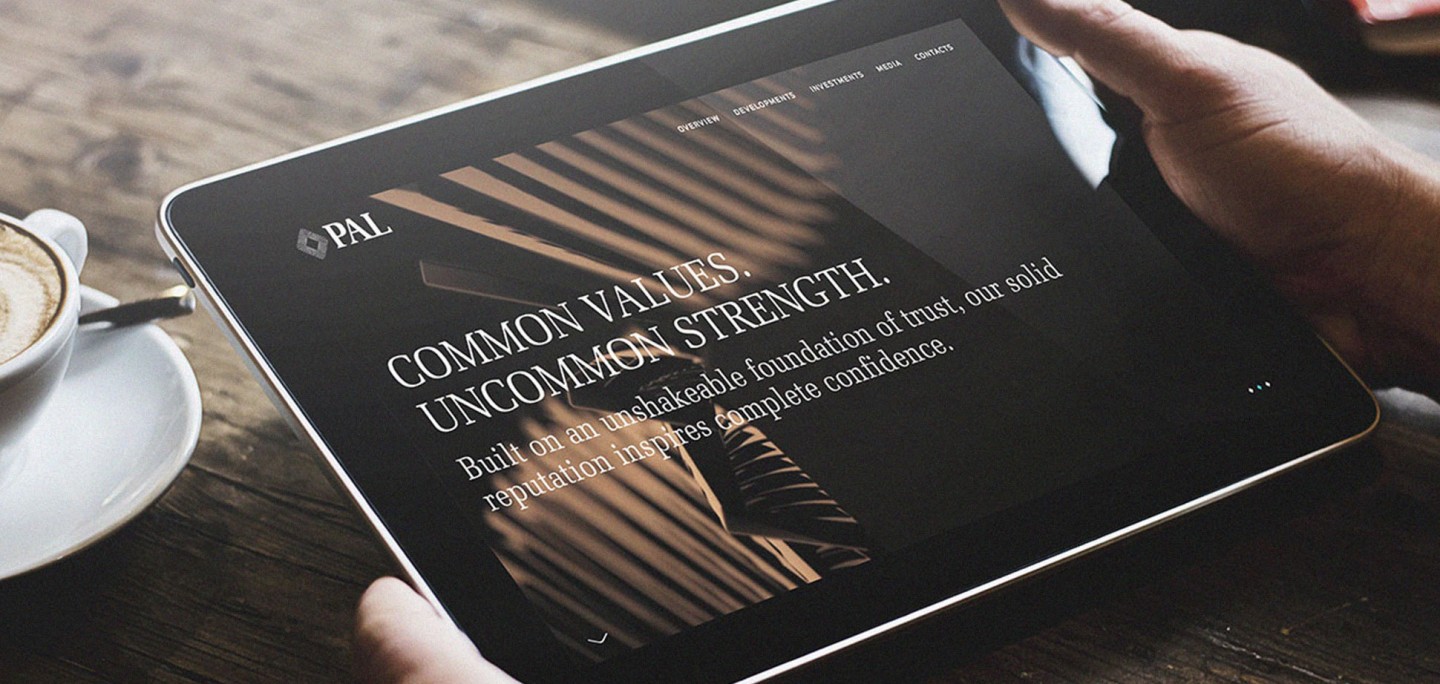 OVERVIEW DEVELOPMENTS INVESTMENTS MEDIA CONTACTS
PAL
COMMON VALUES.
UNCOMMON STRENGTH.
Built on an unshakeable foundation of trust, our solid
reputation inspires complete confidence.